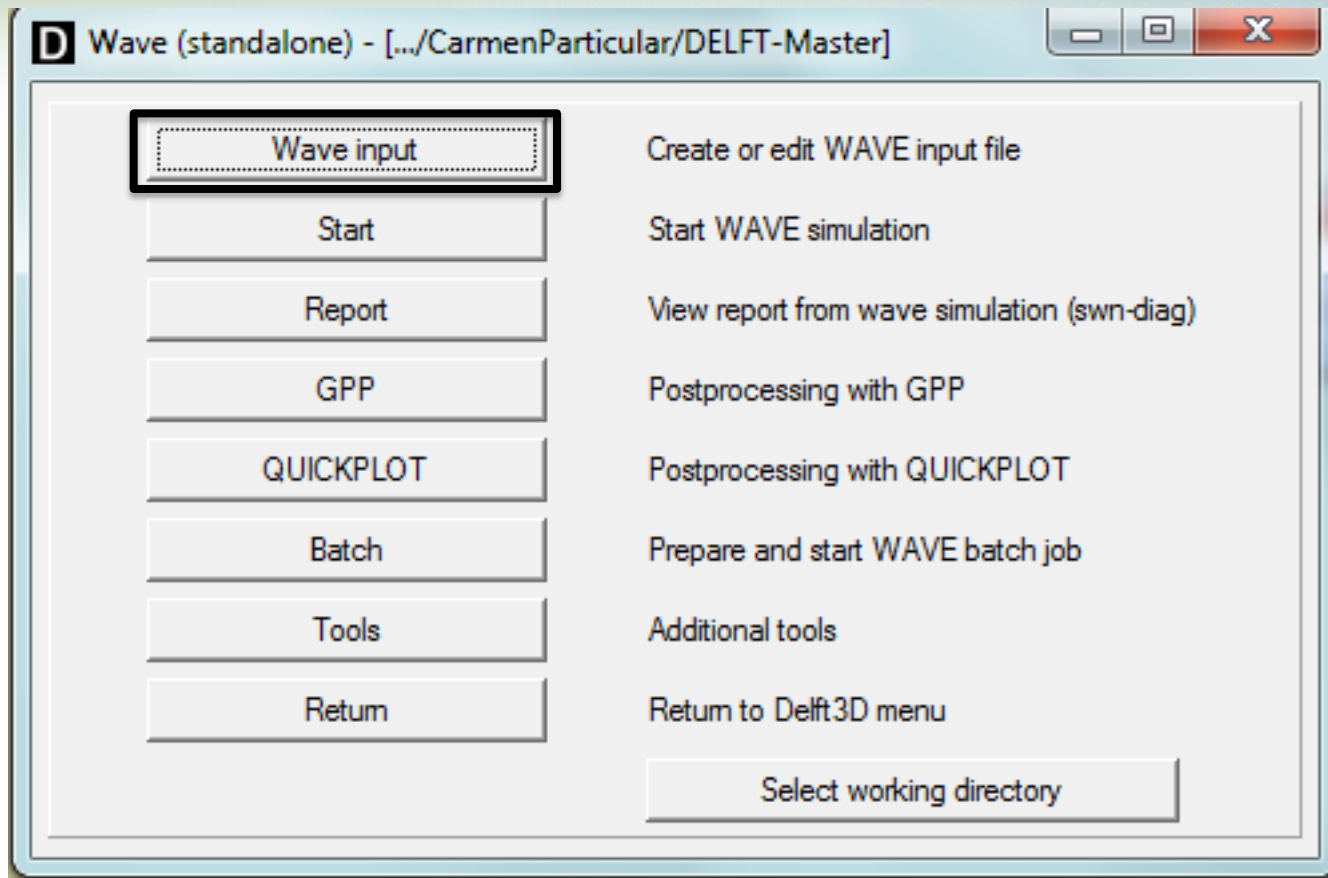 D Wave (standalone) - [.../CarmenParticular/DELFT-Master]
Wave input Create or edit WAVE input file
Start Start WAVE simulation
Report View report from wave simulation (swn-diag)
GPP Postprocessing with GPP
QUICKPLOT Postprocessing with QUICKPLOT
Batch Prepare and start WAVE batch job
Tools Additional tools
Return Return to Delft3D menu
Select working directory